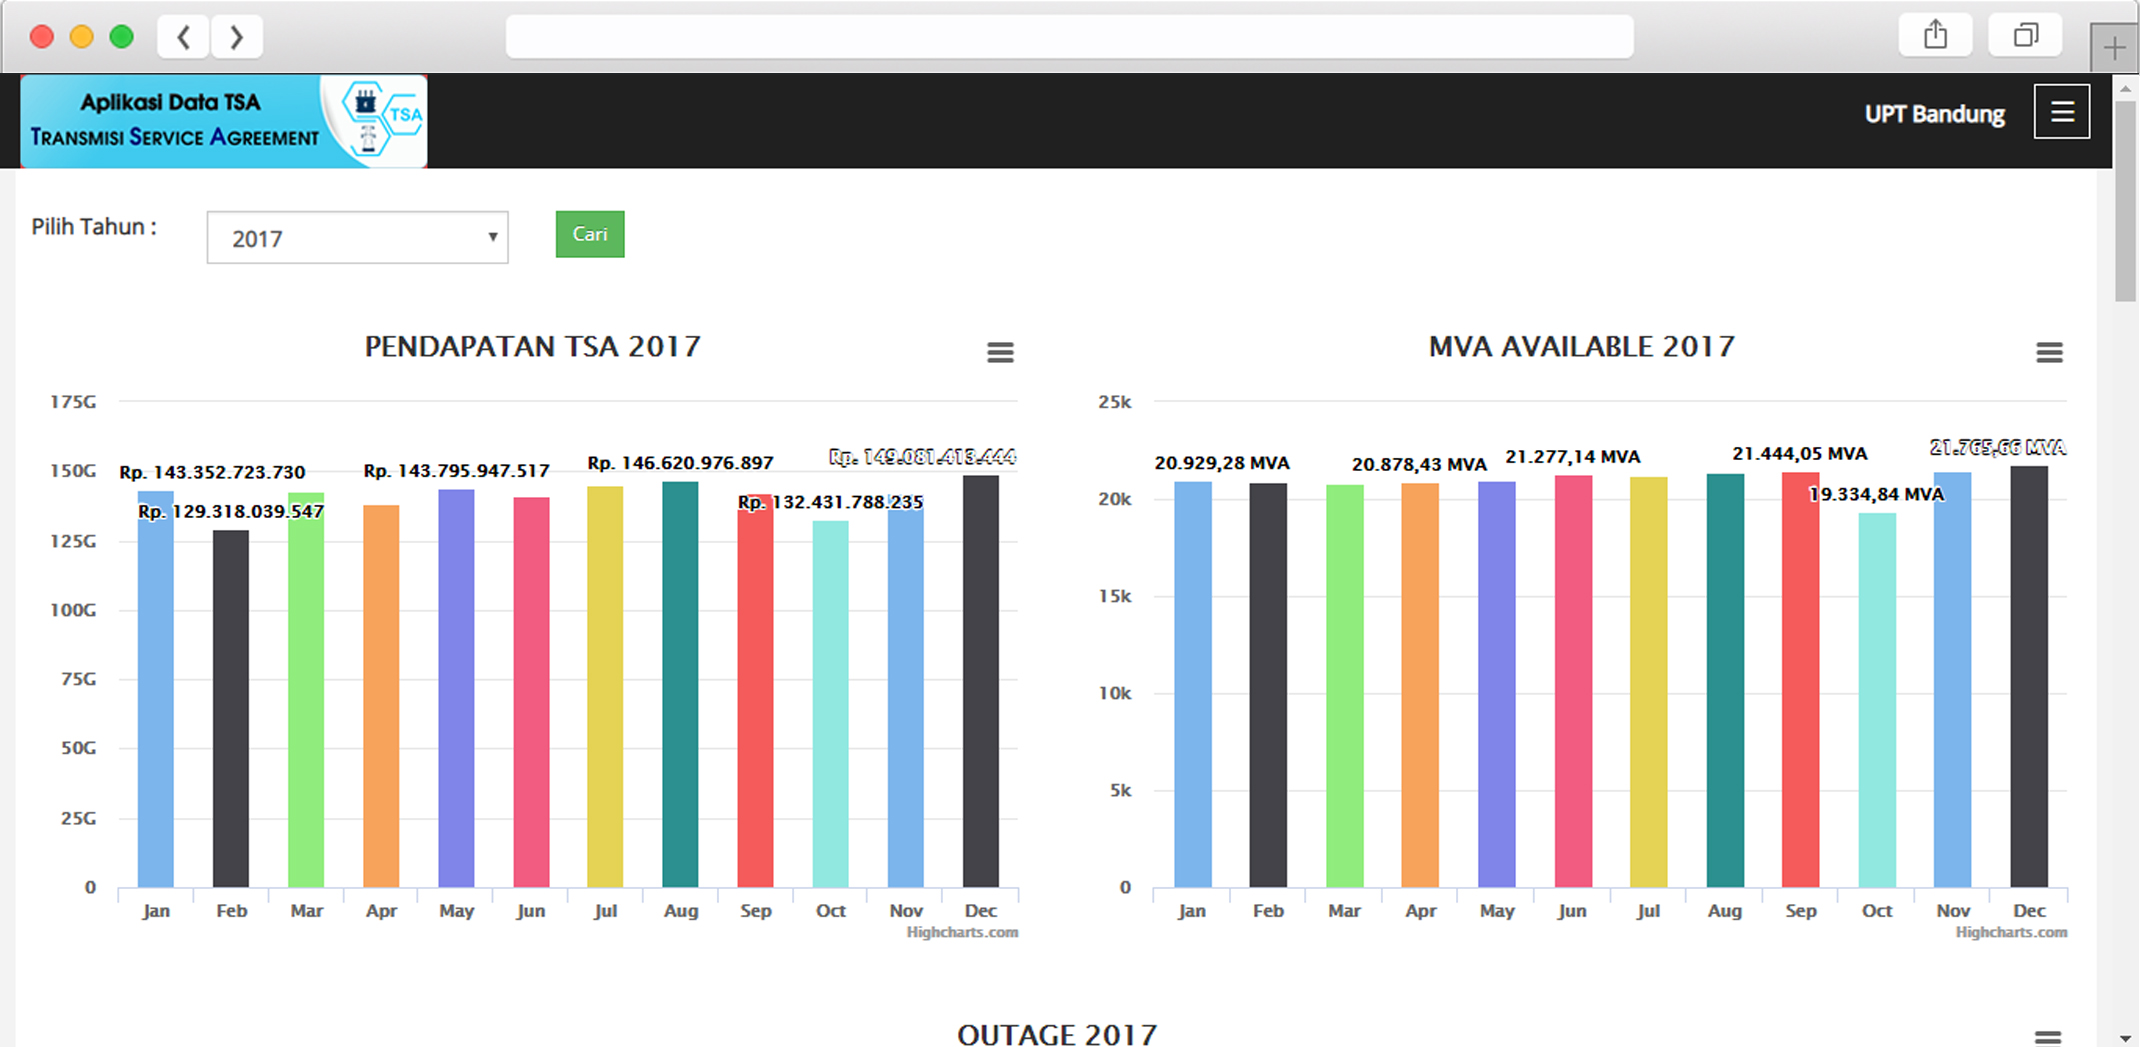 Aplikasi Data TSA
TRANSMISI SERVICE AGREEMENT
TSA
UPT Bandung
Pilih Tahun :
2017
Cari
PENDAPATAN TSA 2017
175G
150G
125G
100G
75G
50G
25G
0
Rp. 143.352.723.730
Rp. 129.318.039.547
Rp. 143.795.947.517
Rp. 146.620.976.897
Rp. 132.431.788.235
Rp. 149.081.413.444
Jan Feb Mar Apr May Jun Jul Aug Sep Oct Nov Dec
Highcharts.com
MVA AVAILABLE 2017
25k
20k
15k
10k
5k
0
20.929,28 MVA
20.878,43 MVA
21.277,14 MVA
21.444,05 MVA
19.334,84 MVA
21.765,66 MVA
Jan Feb Mar Apr May Jun Jul Aug Sep Oct Nov Dec
Highcharts.com
OUTAGE 2017